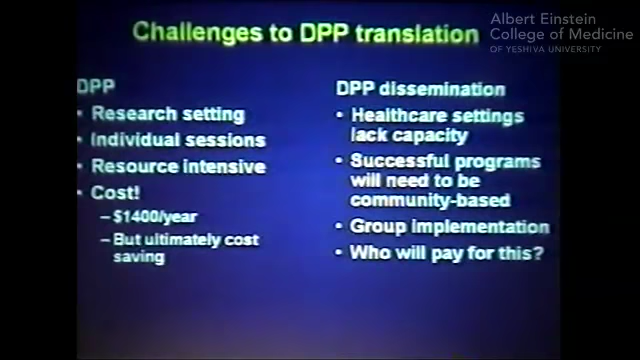 Albert Einstein
College of Medicine
OF YESHIVA UNIVERSITY
Challenges to DPP translation
DPP
• Research setting
• Individual sessions
• Resource intensive
• Cost!
– $1400/year
– But ultimately cost
saving
DPP dissemination
• Healthcare settings
lack capacity
• Successful programs
will need to be
community-based
• Group implementation
• Who will pay for this?